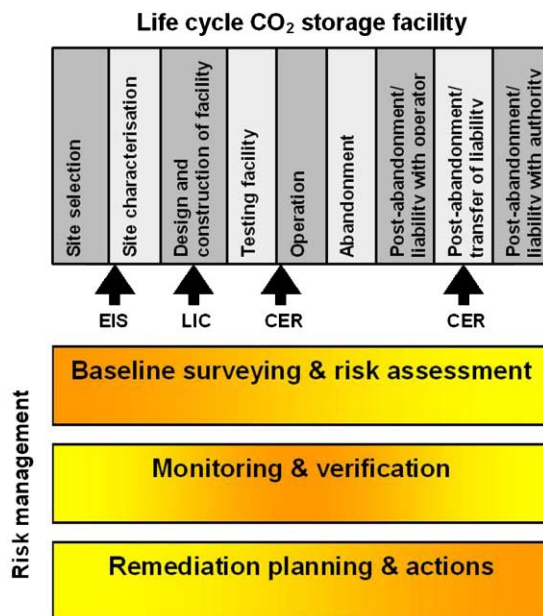 Life cycle CO₂ storage facility
Site selection
Site characterisation
Design and
construction of facility
Testing facility
Operation
Abandonment
Post-abandonment/
liability with operator
Post-abandonment/
transfer of liability
Post-abandonment/
liability with authority
EIS LIC CER CER
Risk management
Baseline surveying & risk assessment
Monitoring & verification
Remediation planning & actions